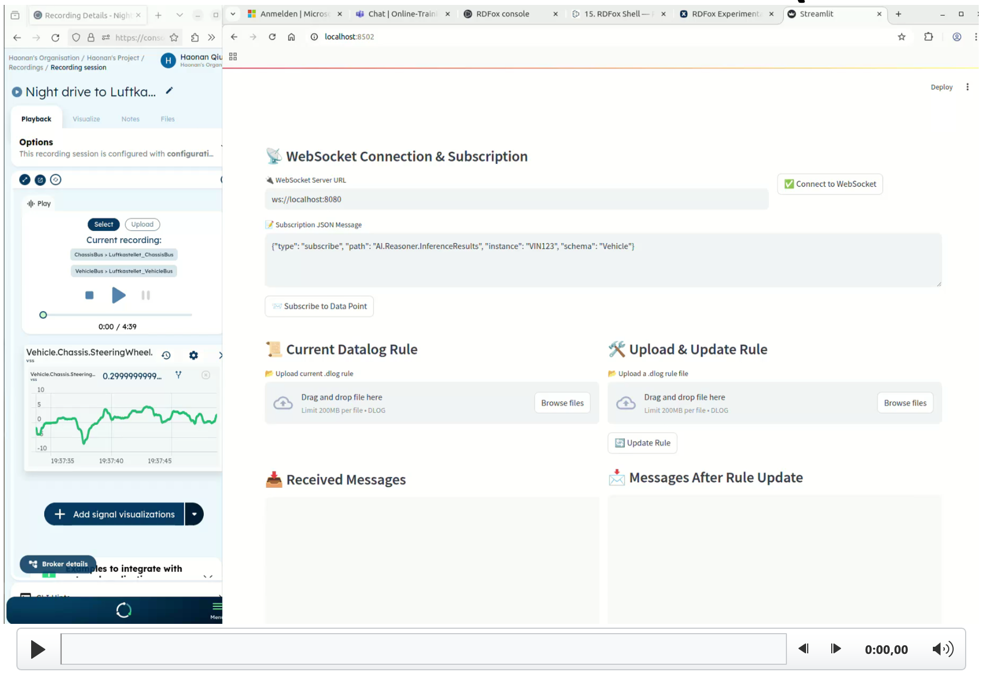 Recording Details - Night
https://conso
Haonan's Organisation / Haonan's Project /
Recordings / Recording session
H
Haonan Qiu
Haonan's Organ
Night drive to Luftka...
Playback Visualize Notes Files
Options
This recording session is configured with configurati...
Play
Select Upload
Current recording:
ChassisBus > Luftkastellet_ChassisBus
VehicleBus > Luftkastellet_VehicleBus
0:00 / 4:39
Vehicle.Chassis.SteeringWheel.
vss
Vehicle.Chassis.Steering... 0.2999999999...
vss
10
5
0
-5
-10
19:37:35 19:37:40 19:37:45
+ Add signal visualizations
Broker details
Examples to integrate with
CLI Hints
Menu
Anmelden | Microso Chat | Online-Traini RDFox console 15. RDFox Shell — RDFox Experimenta Streamlit
localhost:8502
Deploy
WebSocket Connection & Subscription
WebSocket Server URL
ws://localhost:8080
Connect to WebSocket
Subscription JSON Message
{"type": "subscribe", "path": "AI.Reasoner.InferenceResults", "instance": "VIN123", "schema": "Vehicle"}
Subscribe to Data Point
Current Datalog Rule
Upload current .dlog rule
Drag and drop file here
Limit 200MB per file • DLOG
Browse files
Upload & Update Rule
Upload a .dlog rule file
Drag and drop file here
Limit 200MB per file • DLOG
Browse files
Update Rule
Received Messages
Messages After Rule Update
0:00,00